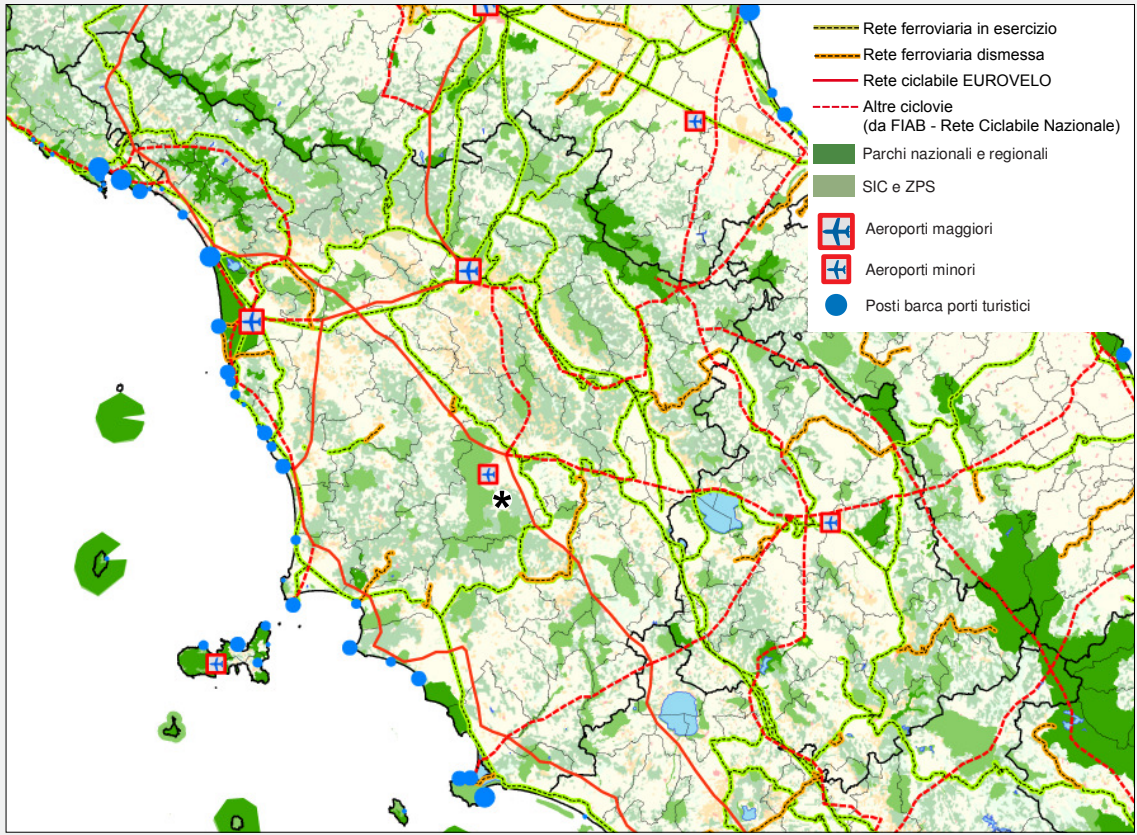 Rete ferroviaria in esercizio
Rete ferroviaria dismessa
Rete ciclabile EUROVELO
Altre ciclovie
(da FIAB - Rete Ciclabile Nazionale)
Parchi nazionali e regionali
SIC e ZPS
Aeroporti maggiori
Aeroporti minori
Posti barca porti turistici
*